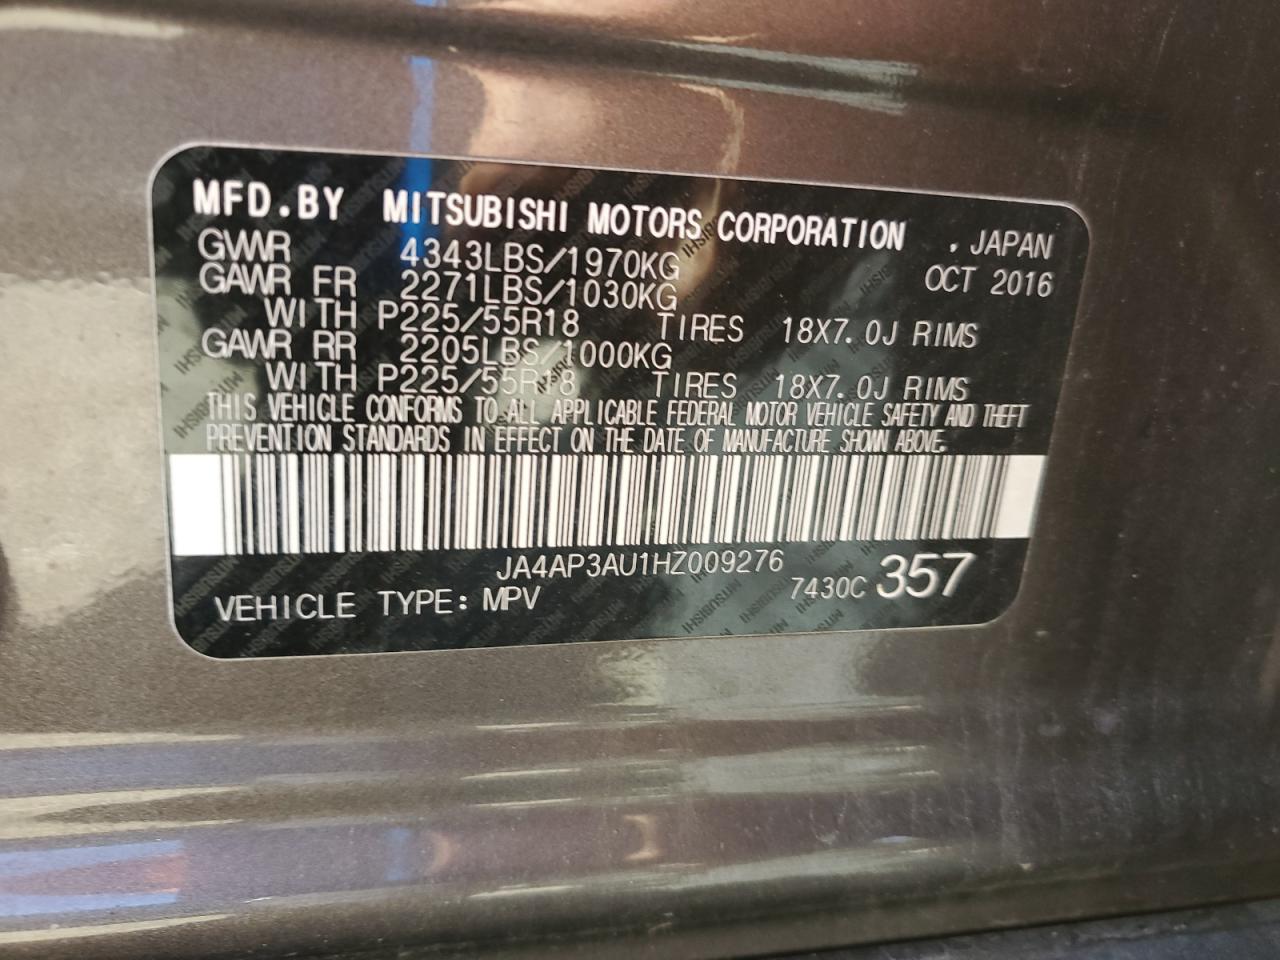 MFD.BY MITSUBISHI MOTORS CORPORATION . JAPAN
GVWR 4343LBS/1970KG OCT 2016
GAWR FR 2271LBS/1030KG
WITH P225/55R18 TIRES 18X7.0J RIMS
GAWR RR 2205LBS/1000KG
WITH P225/55R18 TIRES 18X7.0J RIMS
THIS VEHICLE CONFORMS TO ALL APPLICABLE FEDERAL MOTOR VEHICLE SAFETY AND THEFT
PREVENTION STANDARDS IN EFFECT ON THE DATE OF MANUFACTURE SHOWN ABOVE.
JA4AP3AU1HZ009276
VEHICLE TYPE: MPV 7430C 357